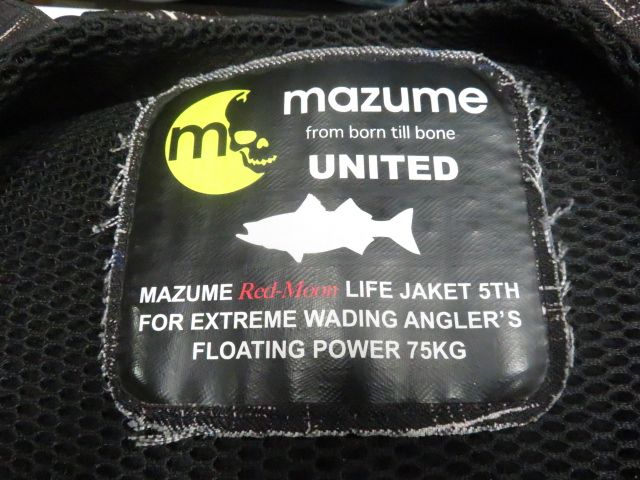 m
mazume
from born till bone
UNITED
MAZUME Red-Moon LIFE JAKET 5TH
FOR EXTREME WADING ANGLER'S
FLOATING POWER 75KG